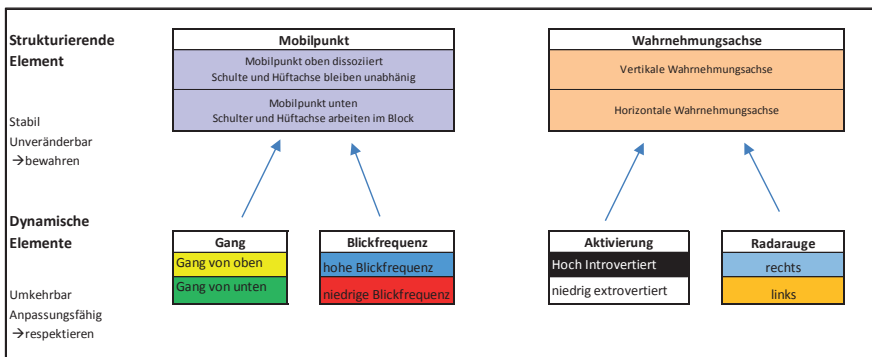 Strukturierende
Element
Mobilpunkt
Mobilpunkt oben dissoziiert
Schulte und Hüftachse bleiben unabhänig
Mobilpunkt unten
Schulter und Hüftachse arbeiten im Block
Wahrnehmungsachse
Vertikale Wahrnehmungsachse
Horizontale Wahrnehmungsachse
Stabil
Unveränderbar
→bewahren
Dynamische
Elemente
Gang
Gang von oben
Gang von unten
Blickfrequenz
hohe Blickfrequenz
niedrige Blickfrequenz
Aktivierung
Hoch Introvertiert
niedrig extrovertiert
Radarauge
rechts
links
Umkehrbar
Anpassungsfähig
→respektieren